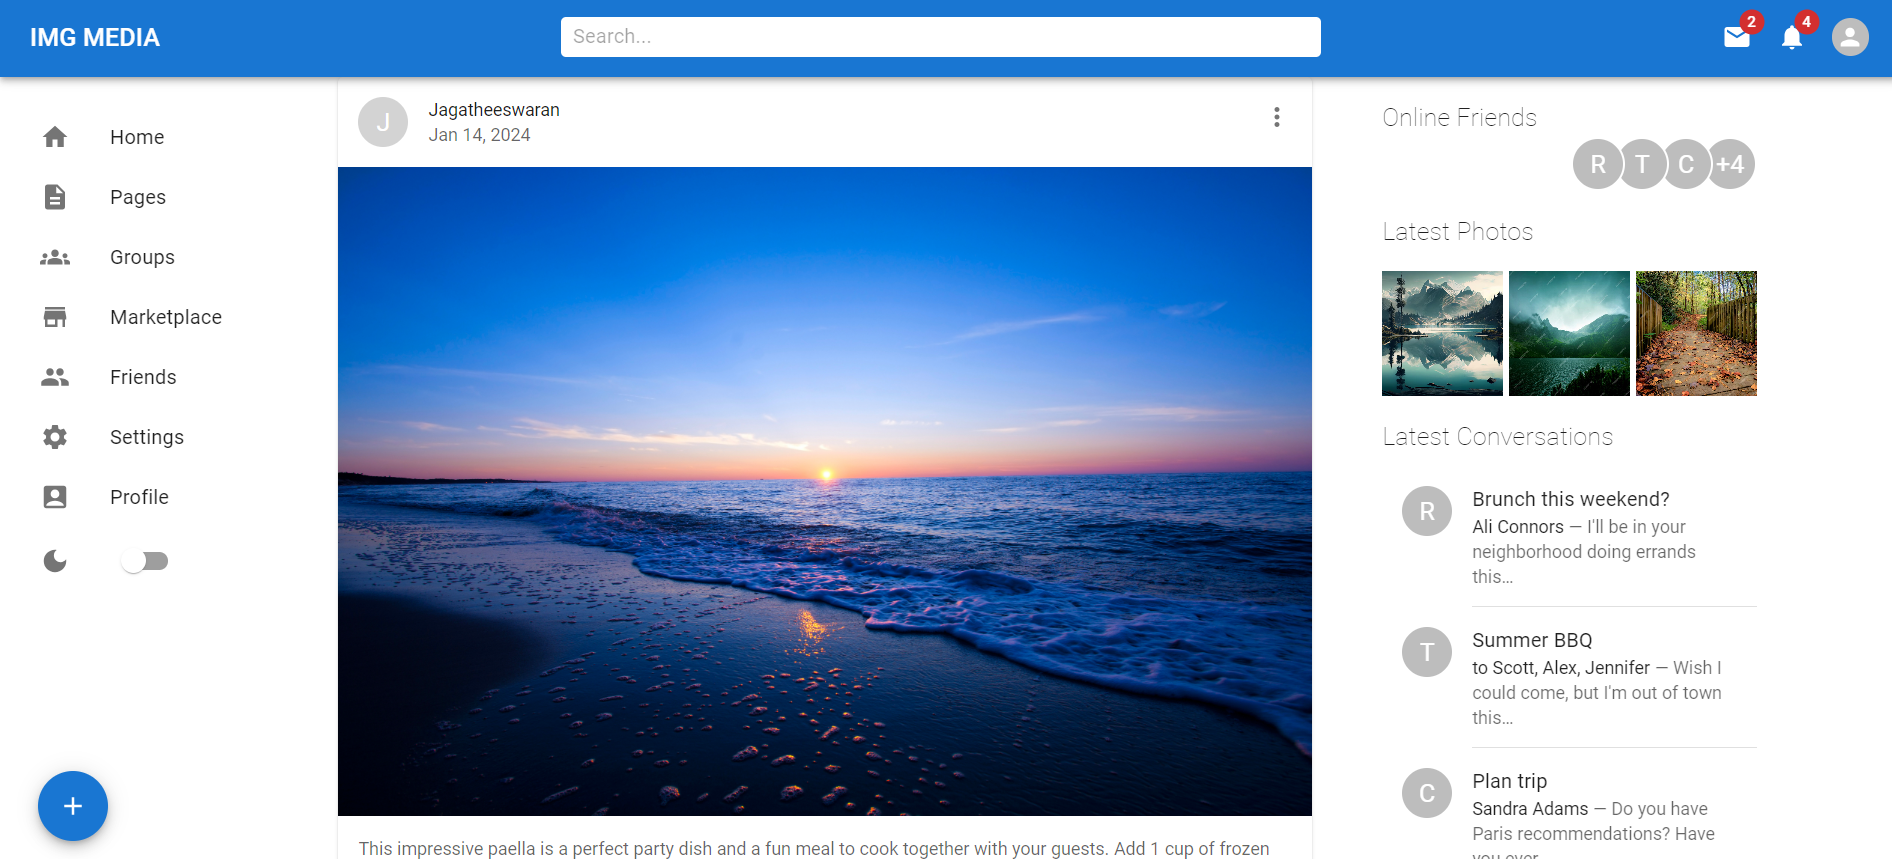 IMG MEDIA
Search...
2
4
Home
Pages
Groups
Marketplace
Friends
Settings
Profile
+
J
Jagatheeswaran
Jan 14, 2024
This impressive paella is a perfect party dish and a fun meal to cook together with your guests. Add 1 cup of frozen
Online Friends
R
T
C
+4
Latest Photos
Latest Conversations
R
Brunch this weekend?
Ali Connors — I'll be in your
neighborhood doing errands
this…
T
Summer BBQ
to Scott, Alex, Jennifer — Wish I
could come, but I'm out of town
this…
C
Plan trip
Sandra Adams — Do you have
Paris recommendations? Have
you ever